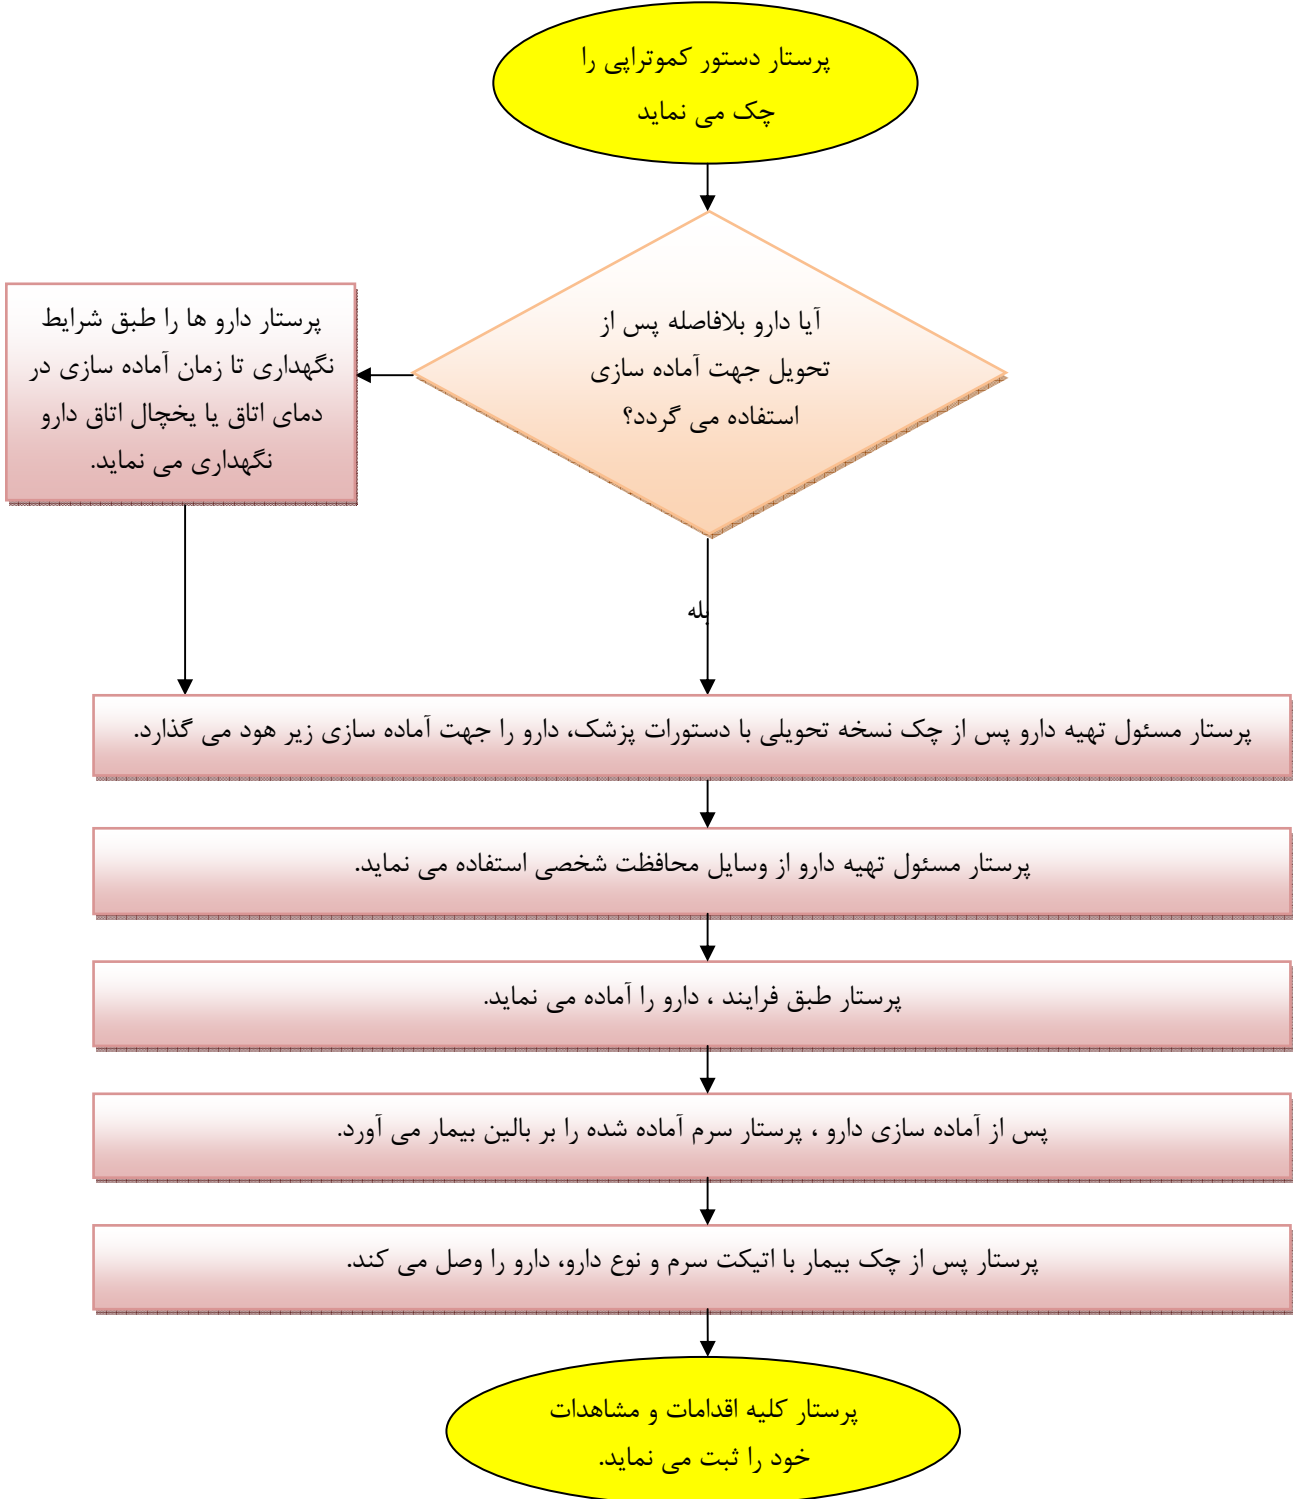 پرستار دستور کموتراپی را
چک می نماید
آیا دارو بلافاصله پس از
تحویل جهت آماده سازی
استفاده می گردد؟
پرستار دارو ها را طبق شرایط
نگهداری تا زمان آماده سازی در
دمای اتاق یا یخچال اتاق دارو
نگهداری می نماید.
بله
پرستار مسئول تهیه دارو پس از چک نسخه تحویلی با دستورات پزشک، دارو را جهت آماده سازی زیر هود می گذارد.
پرستار مسئول تهیه دارو از وسایل محافظت شخصی استفاده می نماید.
پرستار طبق فرایند ، دارو را آماده می نماید.
پس از آماده سازی دارو ، پرستار سرم آماده شده را بر بالین بیمار می آورد.
پرستار پس از چک بیمار با اتیکت سرم و نوع دارو، دارو را وصل می کند.
پرستار کلیه اقدامات و مشاهدات
خود را ثبت می نماید.